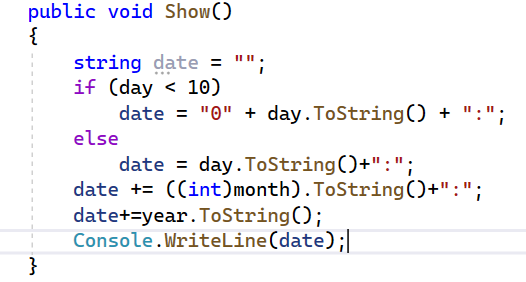 public void Show()
{
    string date = "";
    if (day < 10)
        date = "0" + day.ToString() + ":";
    else
        date = day.ToString()+":";
    date += ((int)month).ToString()+":";
    date+=year.ToString();
    Console.WriteLine(date);
}